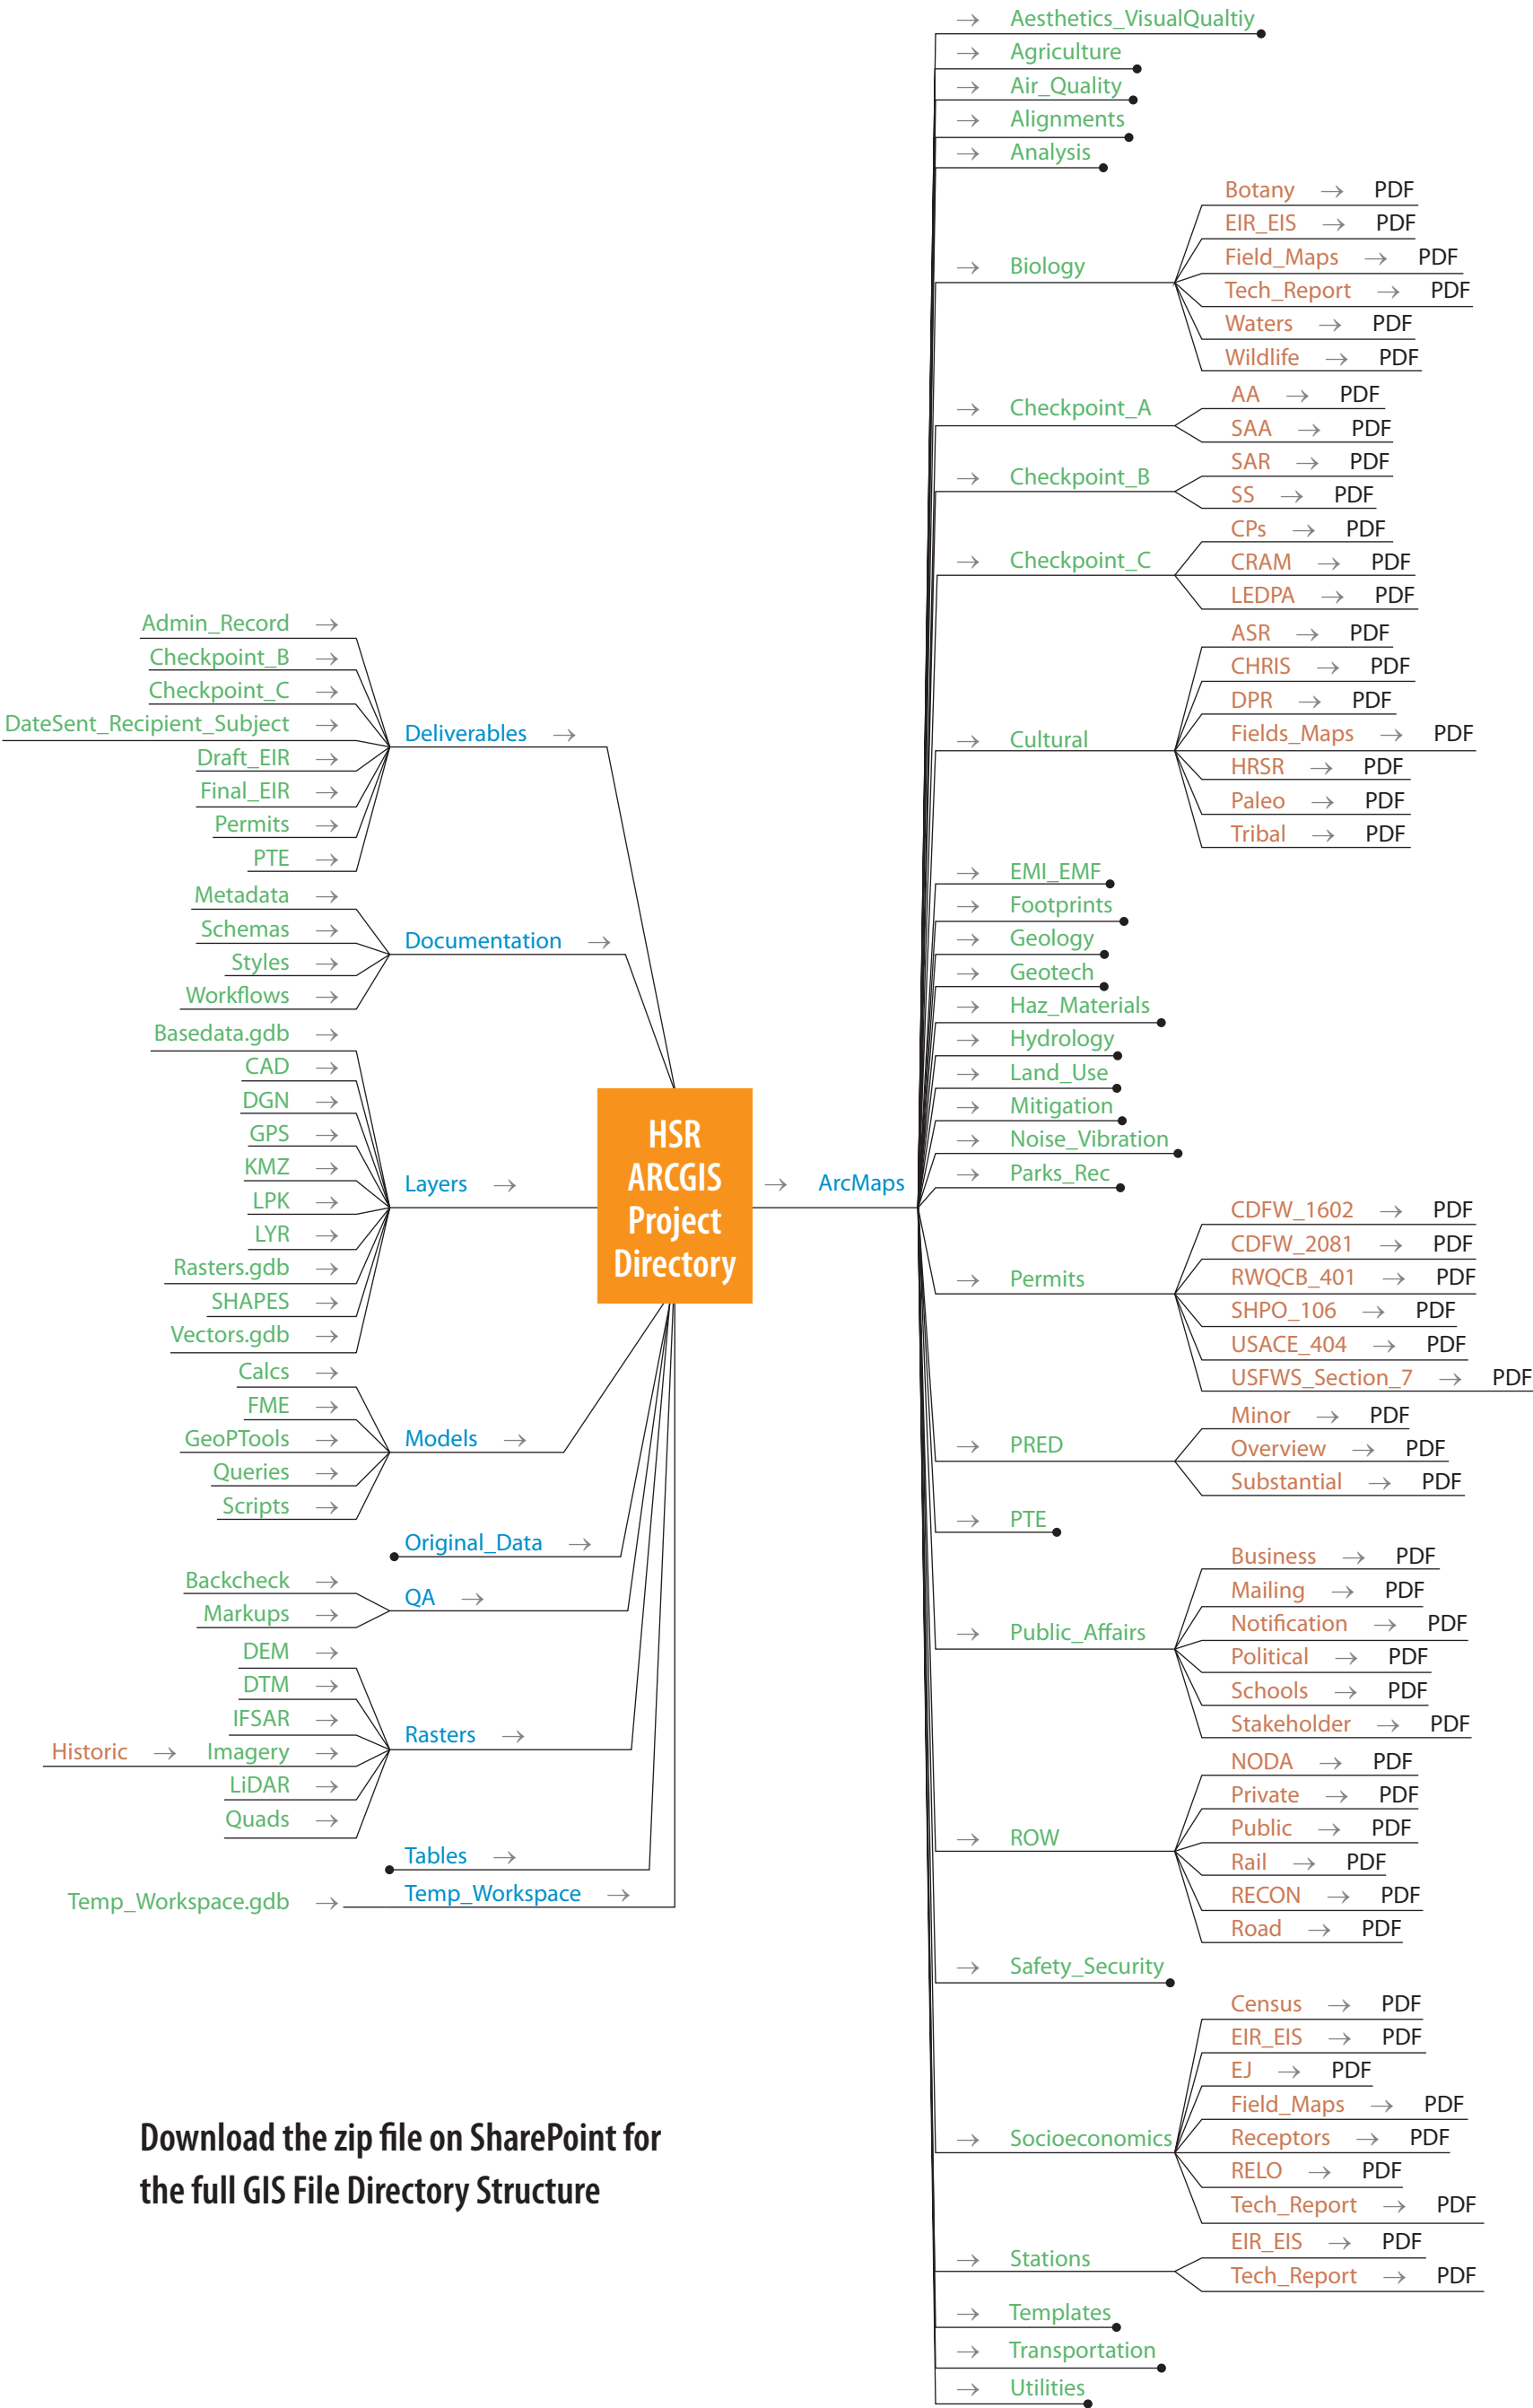 Aesthetics_VisualQualtiy
Agriculture
Air_Quality
Alignments
Analysis
Biology
Botany → PDF
EIR_EIS → PDF
Field_Maps → PDF
Tech_Report → PDF
Waters → PDF
Wildlife → PDF
Checkpoint_A
AA → PDF
SAA → PDF
Checkpoint_B
SAR → PDF
SS → PDF
Checkpoint_C
CPs → PDF
CRAM → PDF
LEDPA → PDF
Cultural
ASR → PDF
CHRIS → PDF
DPR → PDF
Fields_Maps → PDF
HRSR → PDF
Paleo → PDF
Tribal → PDF
EMI_EMF
Footprints
Geology
Geotech
Haz_Materials
Hydrology
Land_Use
Mitigation
Noise_Vibration
Parks_Rec
Permits
CDFW_1602 → PDF
CDFW_2081 → PDF
RWQCB_401 → PDF
SHPO_106 → PDF
USACE_404 → PDF
USFWS_Section_7 → PDF
PRED
Minor → PDF
Overview → PDF
Substantial → PDF
PTE
Public_Affairs
Business → PDF
Mailing → PDF
Notification → PDF
Political → PDF
Schools → PDF
Stakeholder → PDF
ROW
NODA → PDF
Private → PDF
Public → PDF
Rail → PDF
RECON → PDF
Road → PDF
Safety_Security
Socioeconomics
Census → PDF
EIR_EIS → PDF
EJ → PDF
Field_Maps → PDF
Receptors → PDF
RELO → PDF
Tech_Report → PDF
Stations
EIR_EIS → PDF
Tech_Report → PDF
Templates
Transportation
Utilities
ArcMaps
HSR
ARCGIS
Project
Directory
Deliverables
Admin_Record
Checkpoint_B
Checkpoint_C
DateSent_Recipient_Subject
Draft_EIR
Final_EIR
Permits
PTE
Documentation
Metadata
Schemas
Styles
Workflows
Layers
Basedata.gdb
CAD
DGN
GPS
KMZ
LPK
LYR
Rasters.gdb
SHAPES
Vectors.gdb
Models
Calcs
FME
GeoPTools
Queries
Scripts
Original_Data
QA
Backcheck
Markups
Rasters
DEM
DTM
IFSAR
Historic → Imagery
LiDAR
Quads
Tables
Temp_Workspace
Temp_Workspace.gdb
Download the zip file on SharePoint for
the full GIS File Directory Structure